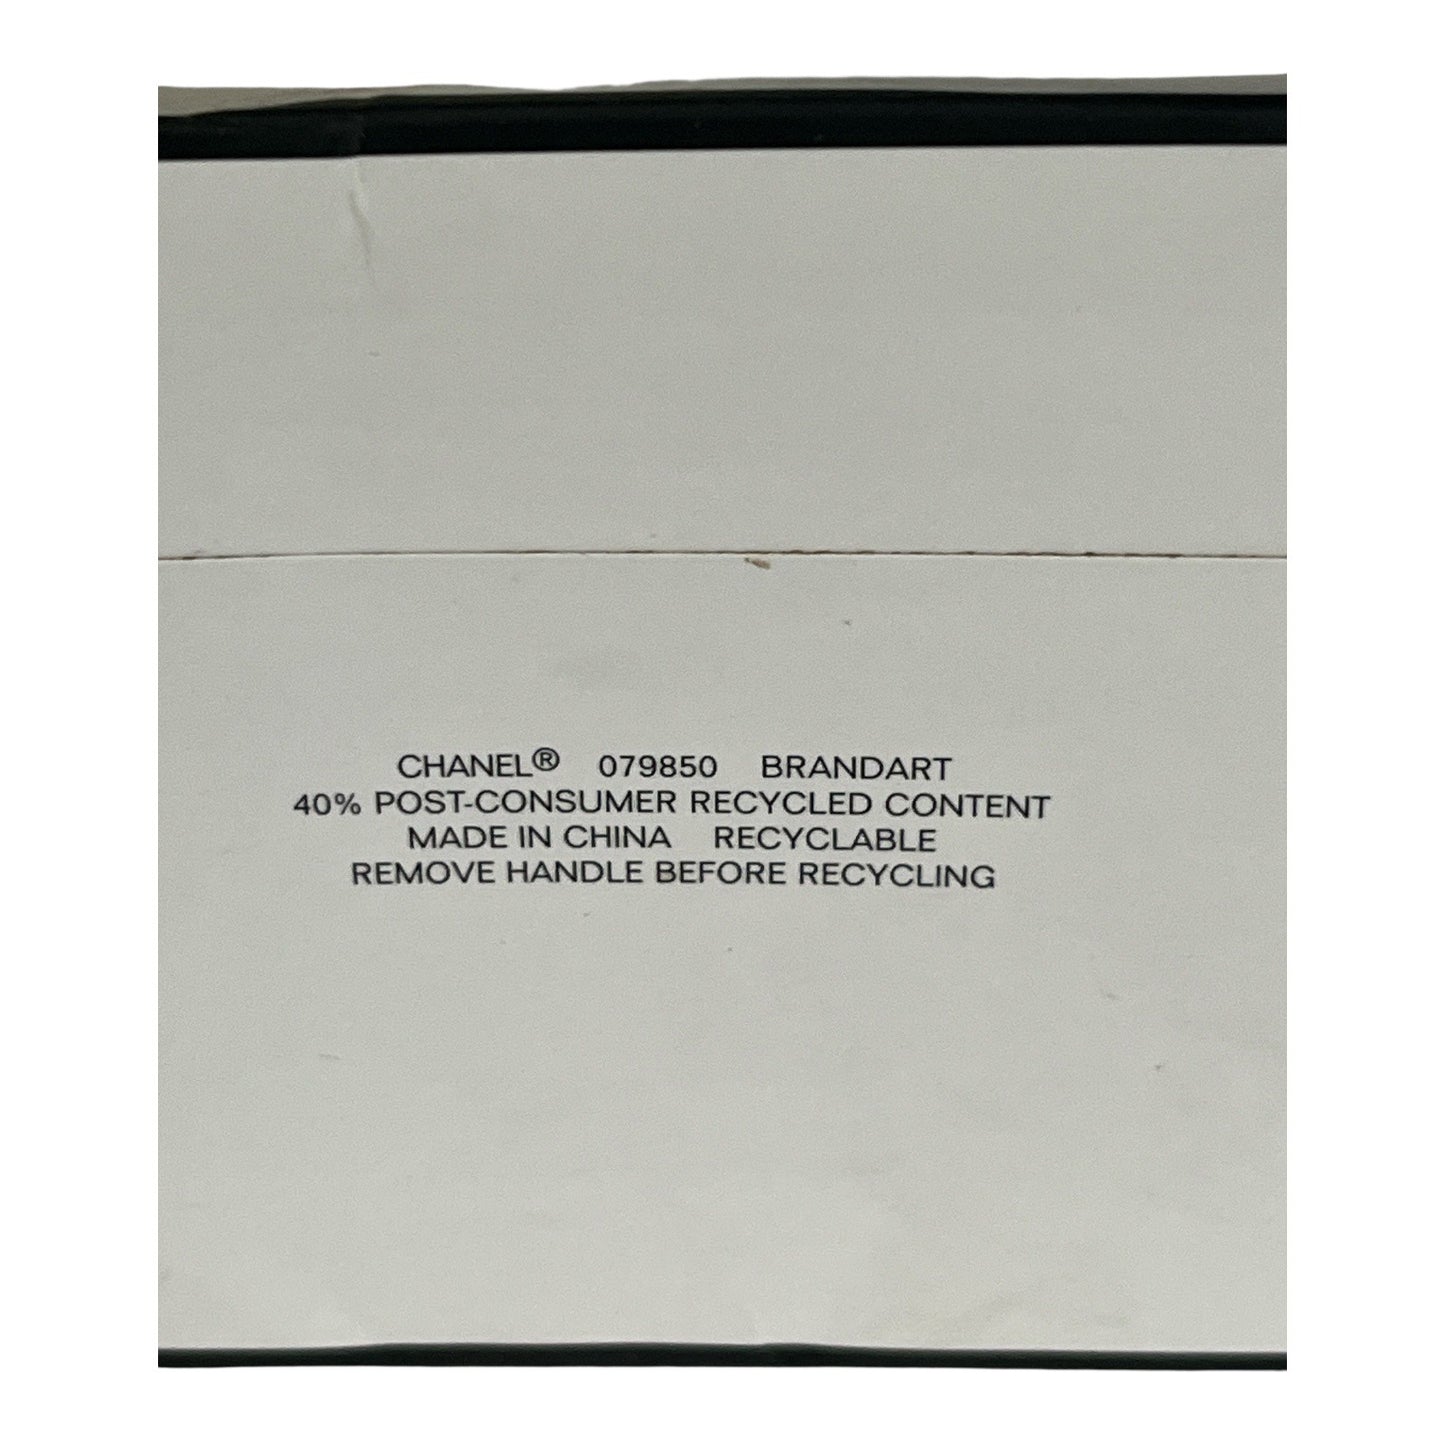 CHANEL® 079850 BRANDART
40% POST-CONSUMER RECYCLED CONTENT
MADE IN CHINA RECYCLABLE
REMOVE HANDLE BEFORE RECYCLING